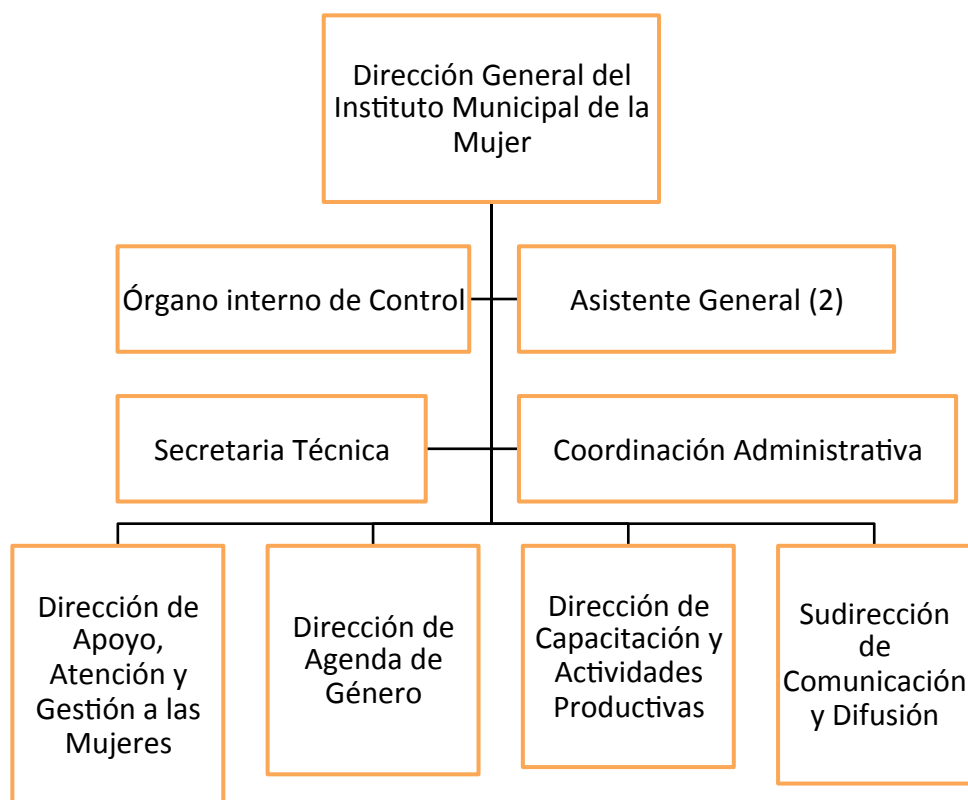 Dirección General del
Instituto Municipal de la
Mujer
Órgano interno de Control
Asistente General (2)
Secretaria Técnica
Coordinación Administrativa
Dirección de
Apoyo,
Atención y
Gestión a las
Mujeres
Dirección de
Agenda de
Género
Dirección de
Capacitación y
Actividades
Productivas
Sudirección
de
Comunicación
y Difusión